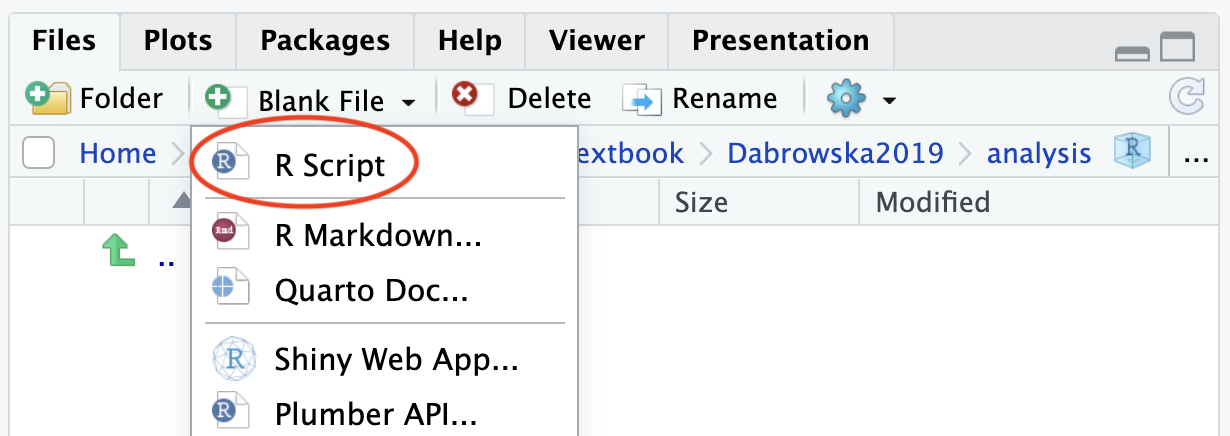 Files Plots Packages Help Viewer Presentation
Folder Blank File Delete Rename
Home extbook Dabrowska2019 analysis R ...
R R Script
Size Modified
Rmd R Markdown...
..
Quarto Doc...
R Shiny Web App...
R Plumber API...